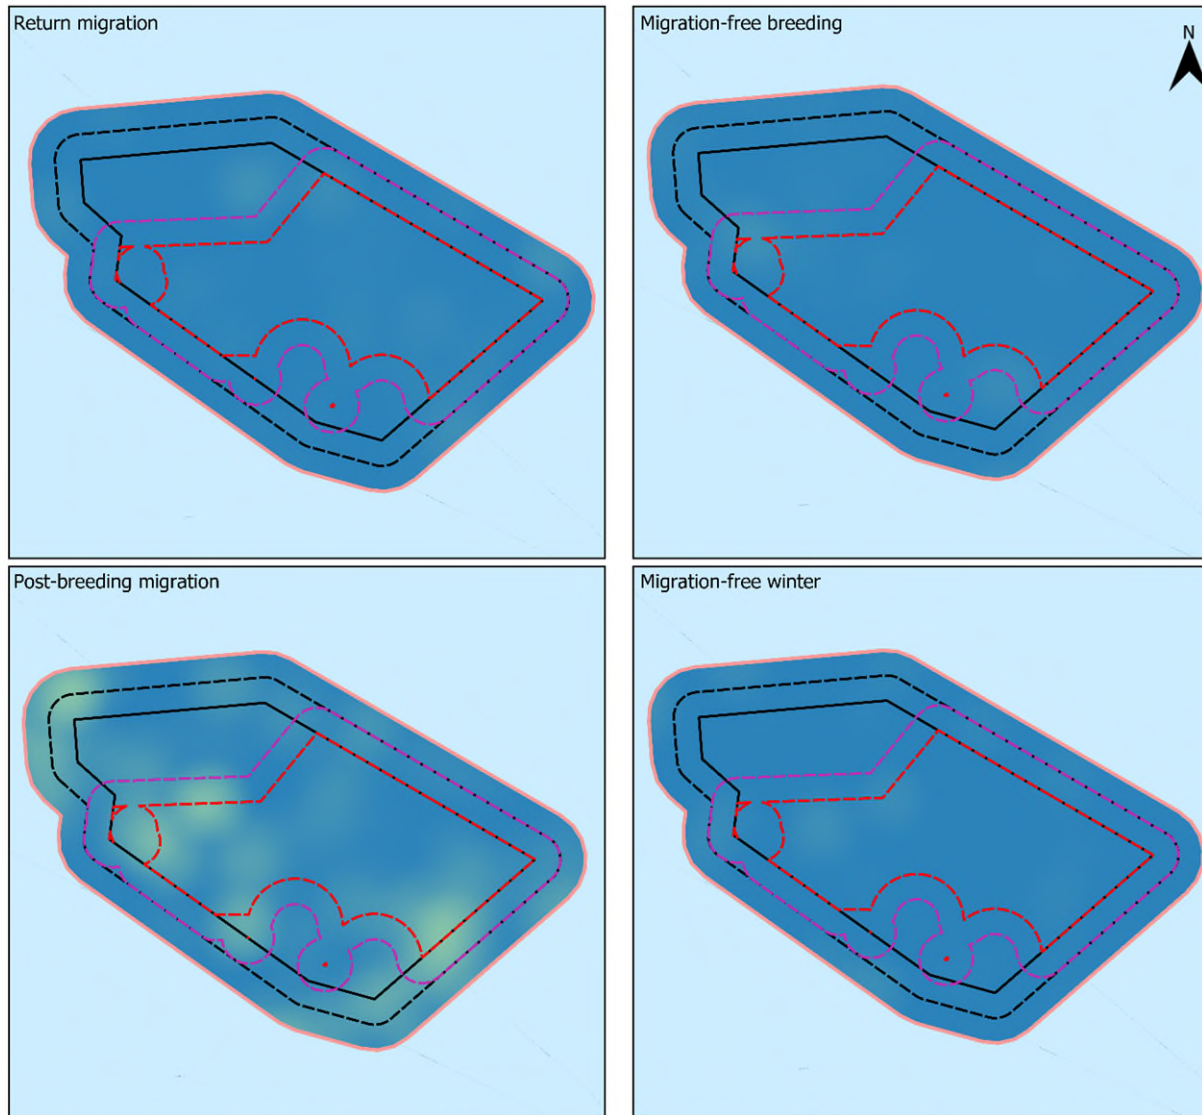 Return migration
Migration-free breeding
N
Post-breeding migration
Migration-free winter